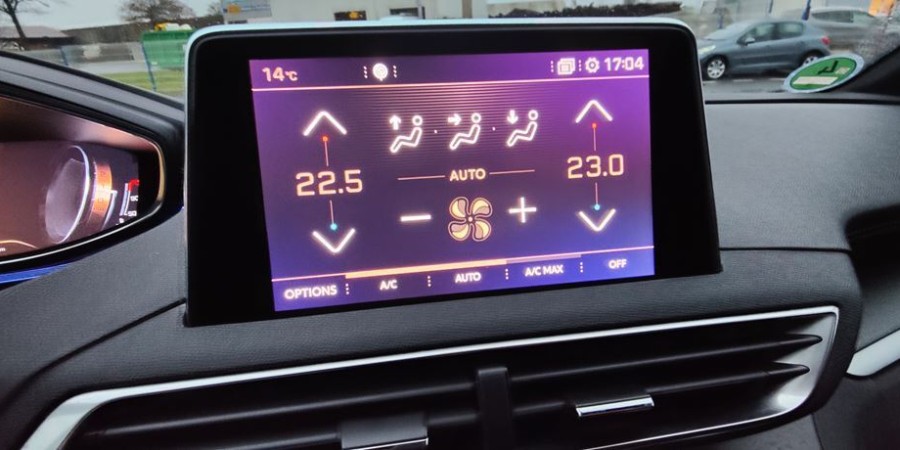 14°C 17:04
22.5 23.0
AUTO
OPTIONS A/C AUTO A/C MAX OFF